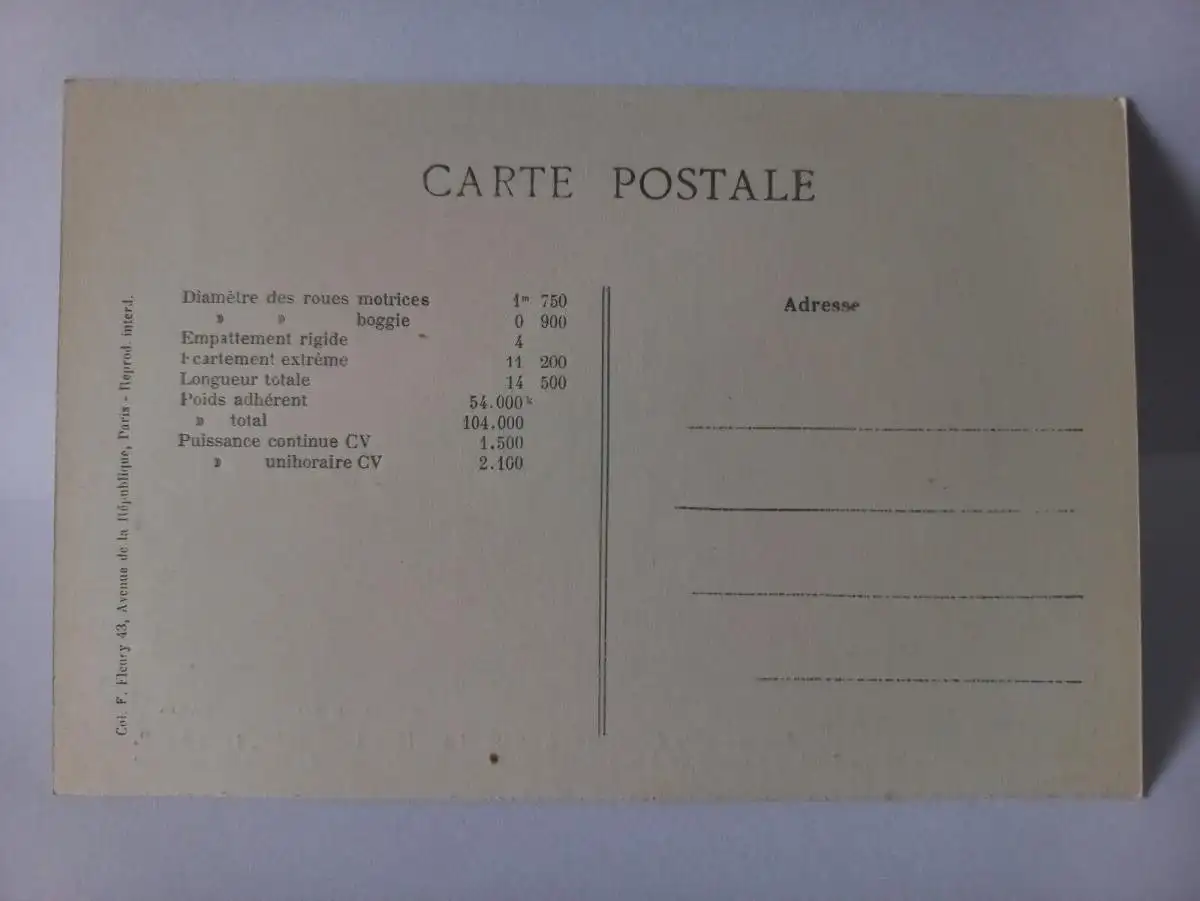 CARTE POSTALE
Diamètre des roues motrices 1m 750
» » boggie 0 900
Empattement rigide 4
Ecartement extrême 11 200
Longueur totale 14 500
Poids adhérent 54.000k
» total 104.000
Puissance continue CV 1.500
» unihoraire CV 2.100
Adresse
Col. F. Fleury 43, Avenue de la République, Paris - Reprod. interd.